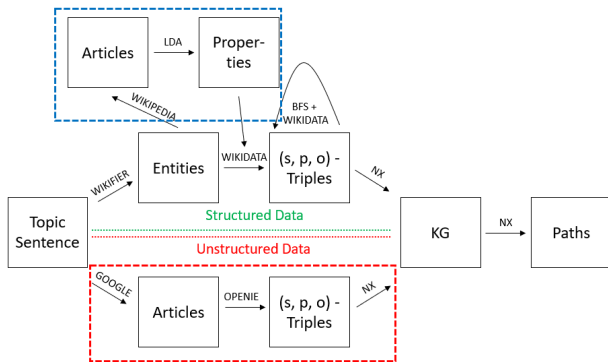 Articles
LDA
Proper-
ties
WIKIPEDIA
BFS +
WIKIDATA
Entities
WIKIDATA
(s, p, o) -
Triples
WIKIFIER
NX
Topic
Sentence
Structured Data
Unstructured Data
KG
NX
Paths
GOOGLE
Articles
OPENIE
(s, p, o) -
Triples
NX